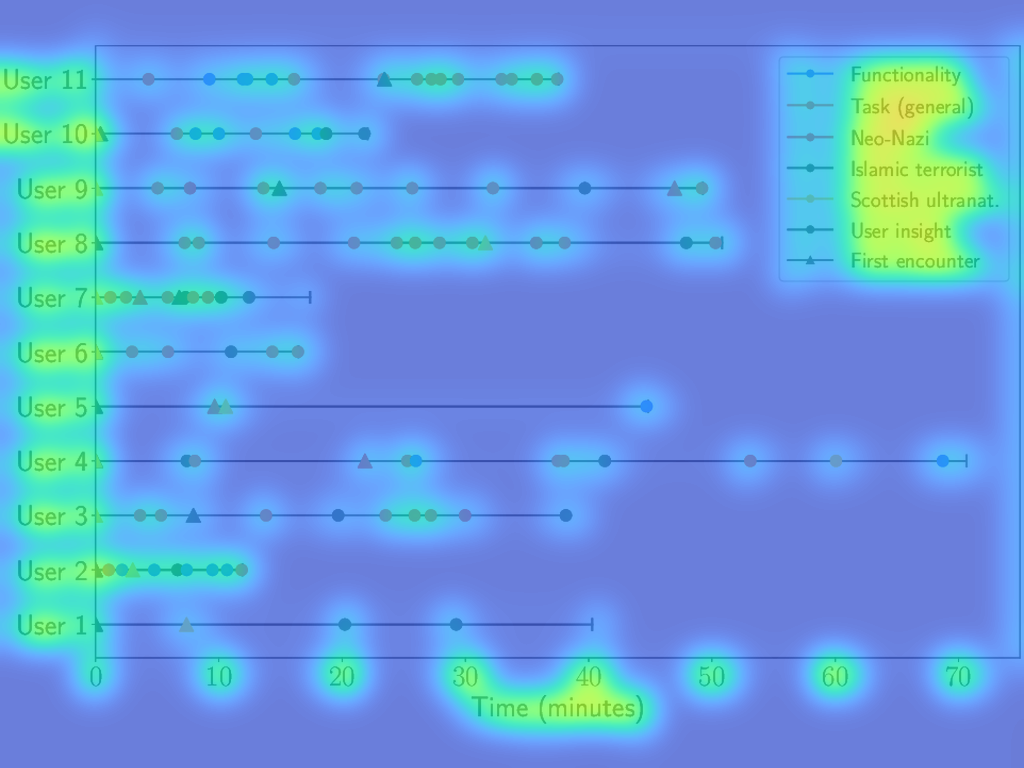 User 11
User 10
User 9
User 8
User 7
User 6
User 5
User 4
User 3
User 2
User 1
0 10 20 30 40 50 60 70
Time (minutes)
Functionality
Task (general)
Neo-Nazi
Islamic terrorist
Scottish ultranat.
User insight
First encounter